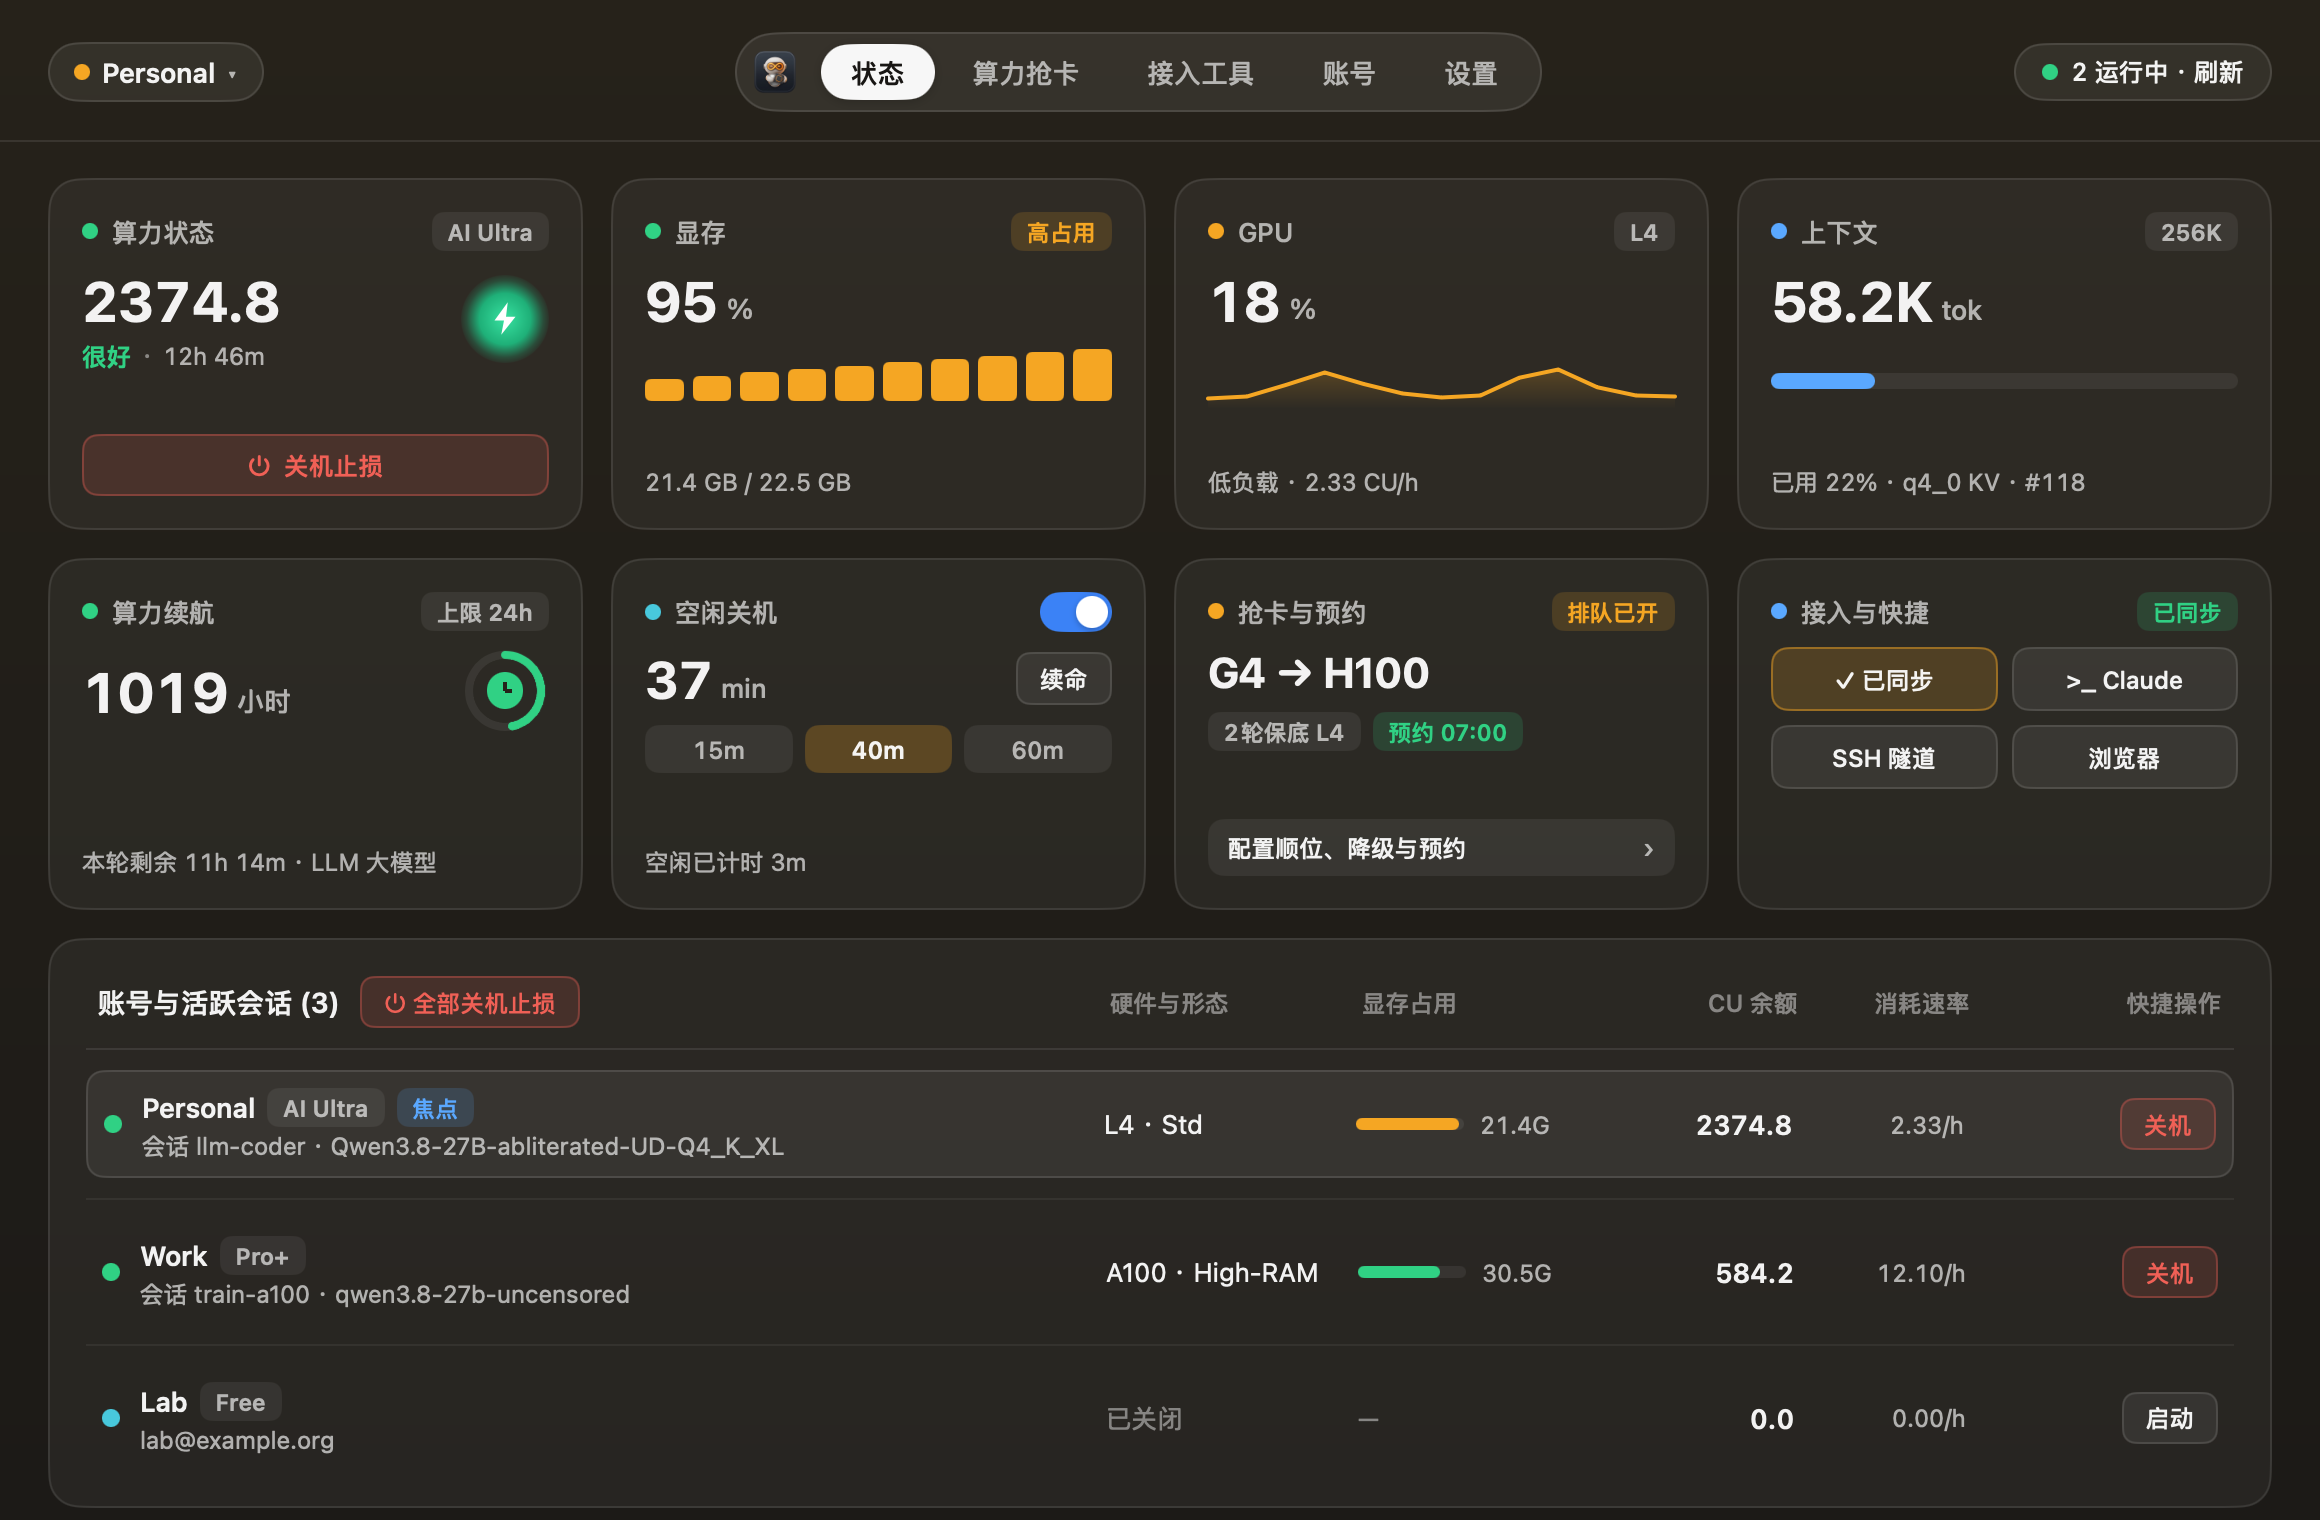 Personal ▾
状态 算力抢卡 接入工具 账号 设置
2 运行中 · 刷新
算力状态 AI Ultra
2374.8
很好 · 12h 46m
关机止损
显存 高占用
95 %
21.4 GB / 22.5 GB
GPU L4
18 %
低负载 · 2.33 CU/h
上下文 256K
58.2K tok
已用 22% · q4_0 KV · #118
算力续航 上限 24h
1019 小时
本轮剩余 11h 14m · LLM 大模型
空闲关机
37 min 续命
15m 40m 60m
空闲已计时 3m
抢卡与预约 排队已开
G4 → H100
2轮保底 L4 预约 07:00
配置顺位、降级与预约 ›
接入与快捷 已同步
✓ 已同步 >_ Claude
SSH 隧道 浏览器
账号与活跃会话 (3) 全部关机止损 硬件与形态 显存占用 CU 余额 消耗速率 快捷操作
Personal AI Ultra 焦点
会话 llm-coder · Qwen3.8-27B-abliterated-UD-Q4_K_XL
L4 · Std 21.4G 2374.8 2.33/h 关机
Work Pro+
会话 train-a100 · qwen3.8-27b-uncensored
A100 · High-RAM 30.5G 584.2 12.10/h 关机
Lab Free
lab@example.org
已关闭 — 0.0 0.00/h 启动